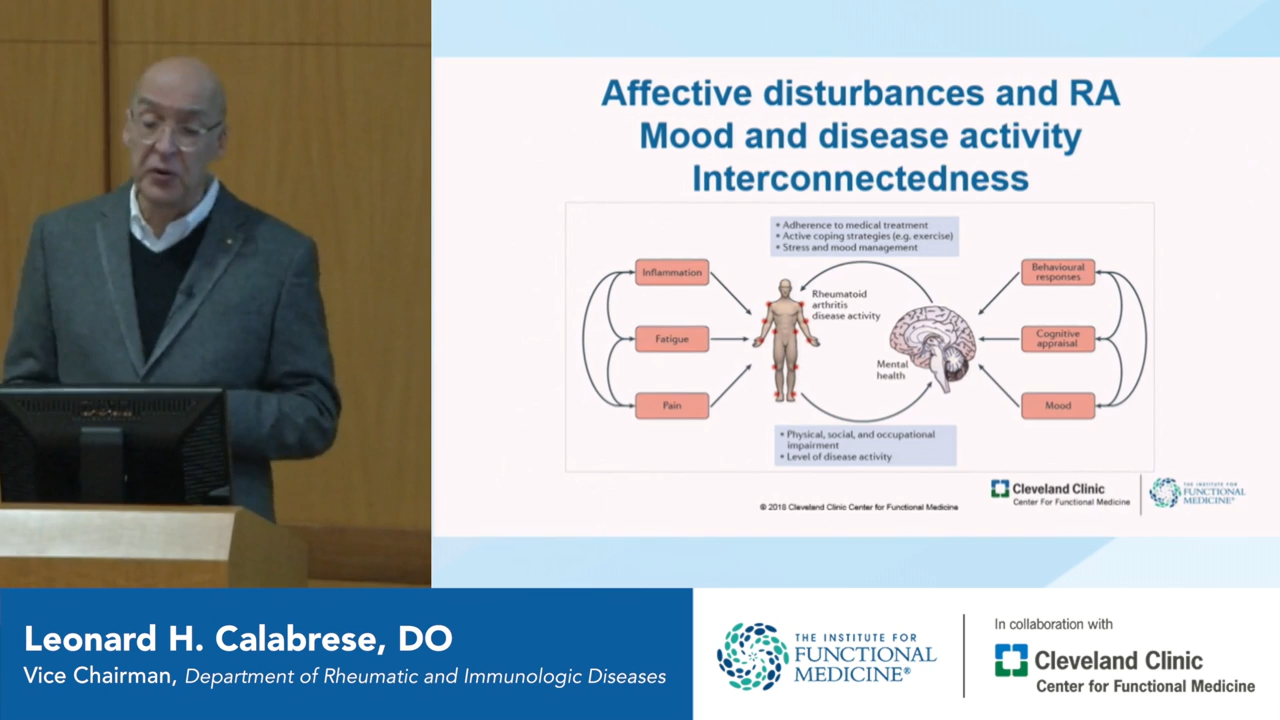 Affective disturbances and RA
Mood and disease activity
Interconnectedness
• Adherence to medical treatment
• Active coping strategies (e.g. exercise)
• Stress and mood management
Inflammation
Fatigue
Pain
Rheumatoid
arthritis
disease activity
Mental
health
Behavioural
responses
Cognitive
appraisal
Mood
• Physical, social, and occupational
impairment
• Level of disease activity
© 2018 Cleveland Clinic Center for Functional Medicine
Cleveland Clinic
Center For Functional Medicine
THE INSTITUTE FOR
FUNCTIONAL
MEDICINE®
Leonard H. Calabrese, DO
Vice Chairman, Department of Rheumatic and Immunologic Diseases
THE INSTITUTE FOR
FUNCTIONAL
MEDICINE®
In collaboration with
Cleveland Clinic
Center for Functional Medicine